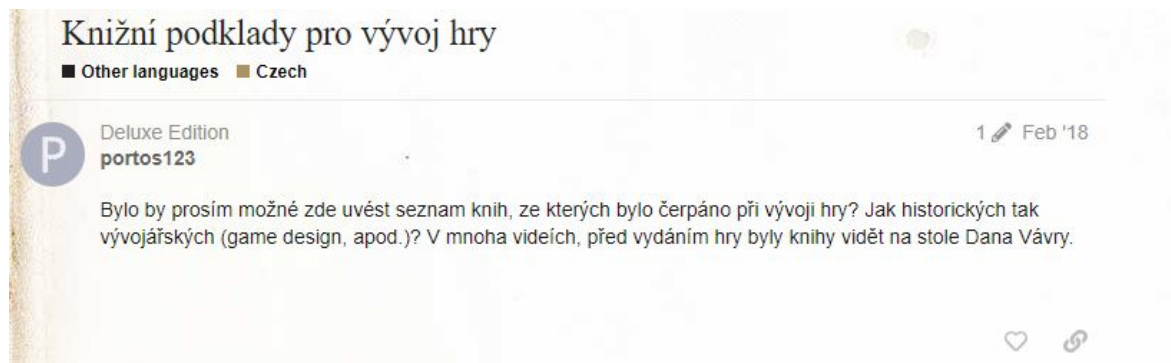 Knižní podklady pro vývoj hry
Other languages Czech
P
Deluxe Edition
1 Feb '18
portos123
Bylo by prosím možné zde uvést seznam knih, ze kterých bylo čerpáno při vývoji hry? Jak historických tak
vývojářských (game design, apod.)? V mnoha videích, před vydáním hry byly knihy vidět na stole Dana Vávry.